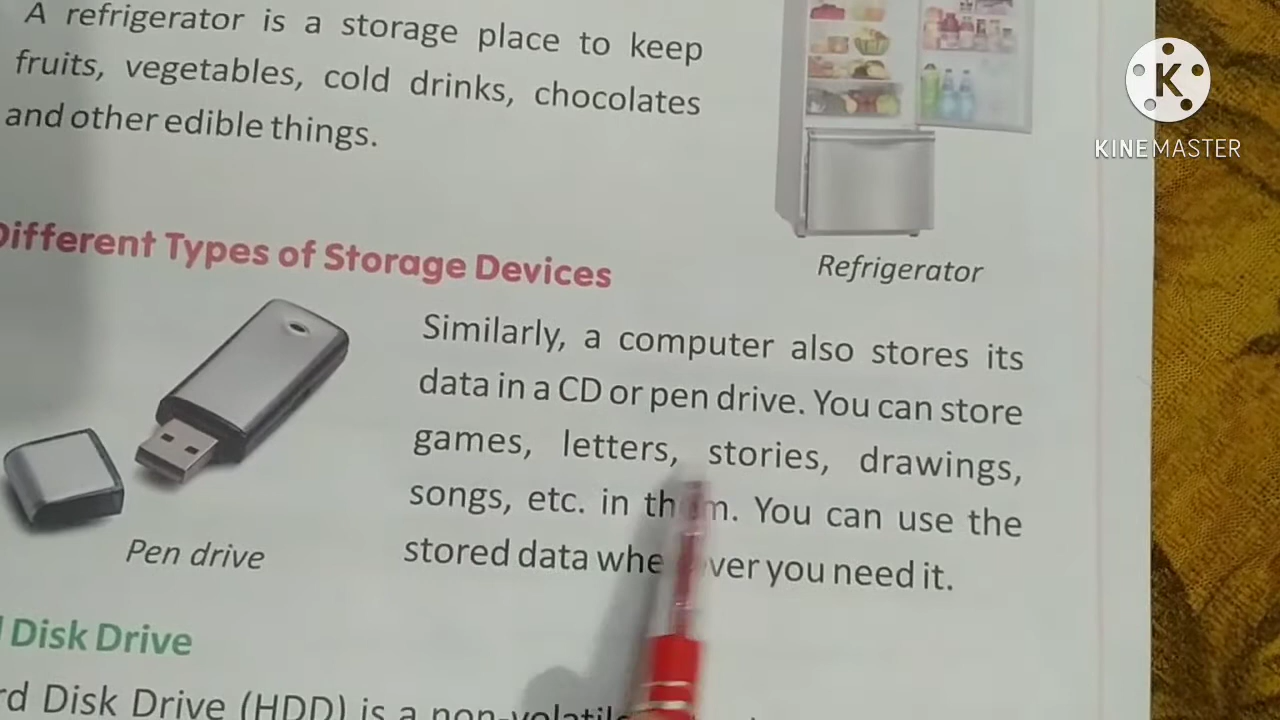 A refrigerator is a storage place to keep
fruits, vegetables, cold drinks, chocolates
and other edible things.
K
KINEMASTER
Refrigerator
Different Types of Storage Devices
Similarly, a computer also stores its
data in a CD or pen drive. You can store
games, letters, stories, drawings,
songs, etc. in them. You can use the
stored data whenever you need it.
Pen drive
Disk Drive
Disk Drive (HDD) is a non-volatile